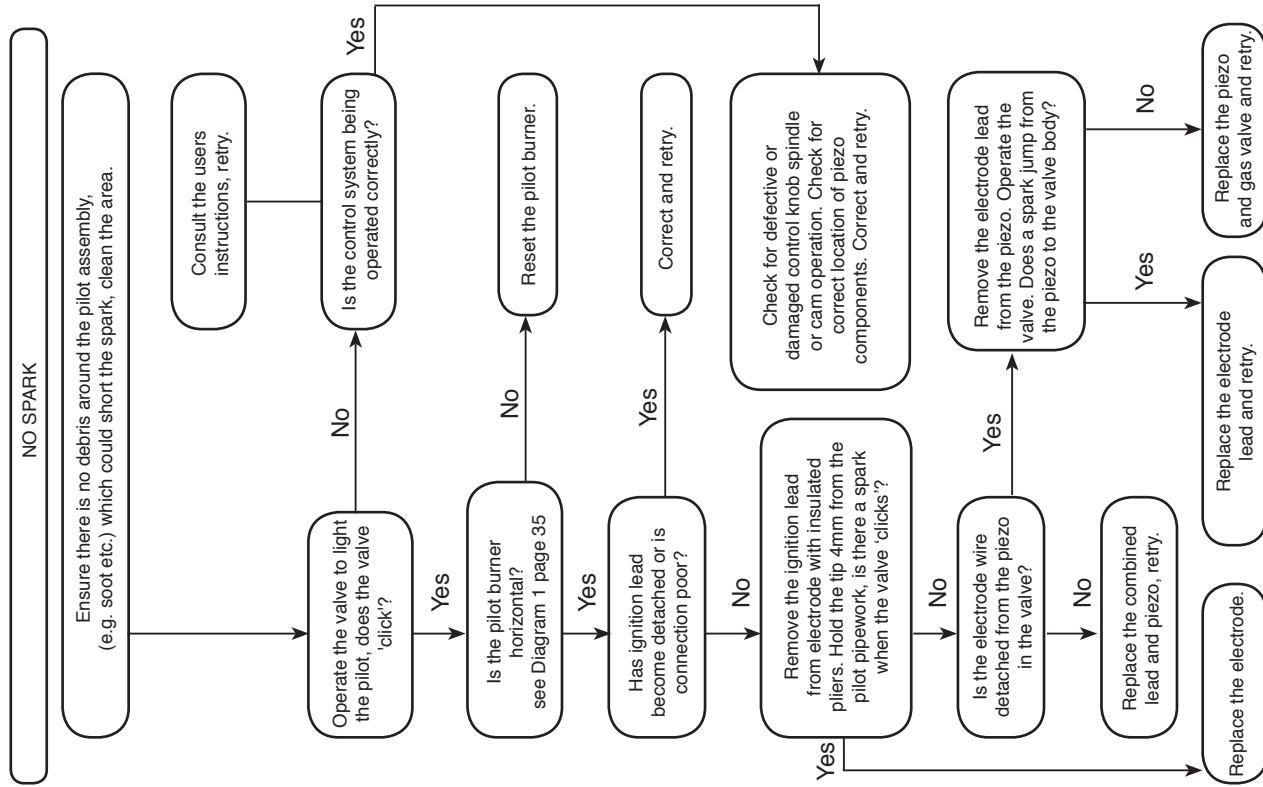 NO SPARK
Ensure there is no debris around the pilot assembly,
(e.g. soot etc.) which could short the spark, clean the area.
Consult the users
instructions, retry.
Operate the valve to light
the pilot, does the valve
'click'?
No
Is the control system being
operated correctly?
Yes
Yes
Is the pilot burner
horizontal?
see Diagram 1 page 35
No
Reset the pilot burner.
Yes
Has ignition lead
become detached or is
connection poor?
Yes
Correct and retry.
No
Remove the ignition lead
from electrode with insulated
pliers. Hold the tip 4mm from the
pilot pipework, is there a spark
when the valve 'clicks'?
Check for defective or
damaged control knob spindle
or cam operation. Check for
correct location of piezo
components. Correct and retry.
Yes
No
Is the electrode wire
detached from the piezo
in the valve?
Yes
Remove the electrode lead
from the piezo. Operate the
valve. Does a spark jump from
the piezo to the valve body?
No
Replace the combined
lead and piezo, retry.
Yes
No
Replace the electrode.
Replace the electrode
lead and retry.
Replace the piezo
and gas valve and retry.